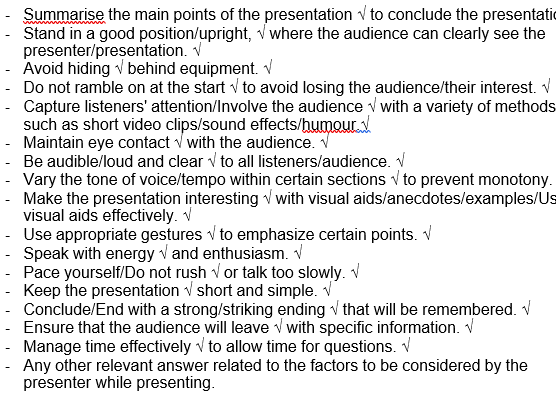 - Summarise the main points of the presentation √ to conclude the presentatic
- Stand in a good position/upright, √ where the audience can clearly see the
presenter/presentation. √
- Avoid hiding √ behind equipment. √
- Do not ramble on at the start √ to avoid losing the audience/their interest. √
- Capture listeners' attention/Involve the audience √ with a variety of methods
such as short video clips/sound effects/humour.√
- Maintain eye contact √ with the audience. √
- Be audible/loud and clear √ to all listeners/audience. √
- Vary the tone of voice/tempo within certain sections √ to prevent monotony.
- Make the presentation interesting √ with visual aids/anecdotes/examples/Us
visual aids effectively. √
- Use appropriate gestures √ to emphasize certain points. √
- Speak with energy √ and enthusiasm. √
- Pace yourself/Do not rush √ or talk too slowly. √
- Keep the presentation √ short and simple. √
- Conclude/End with a strong/striking ending √ that will be remembered. √
- Ensure that the audience will leave √ with specific information. √
- Manage time effectively √ to allow time for questions. √
- Any other relevant answer related to the factors to be considered by the
presenter while presenting.